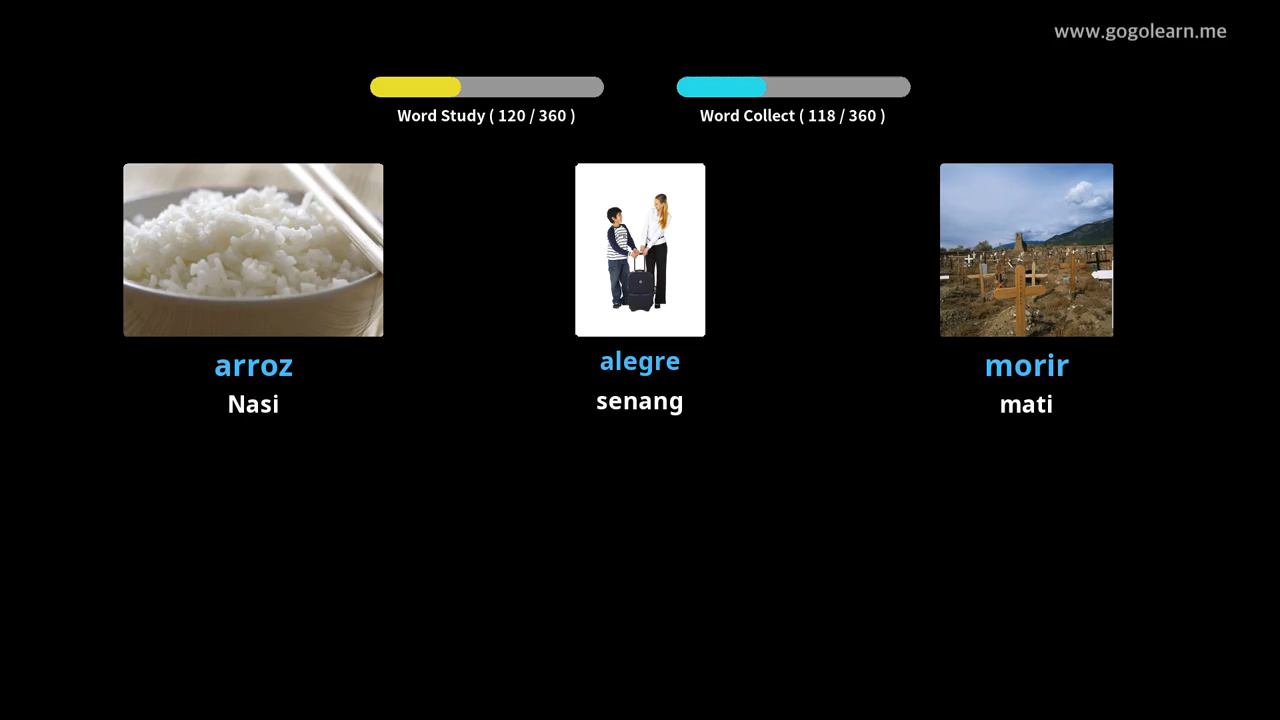 www.gogolearn.me
Word Study ( 120 / 360 )
Word Collect ( 118 / 360 )
arroz
Nasi
alegre
senang
morir
mati